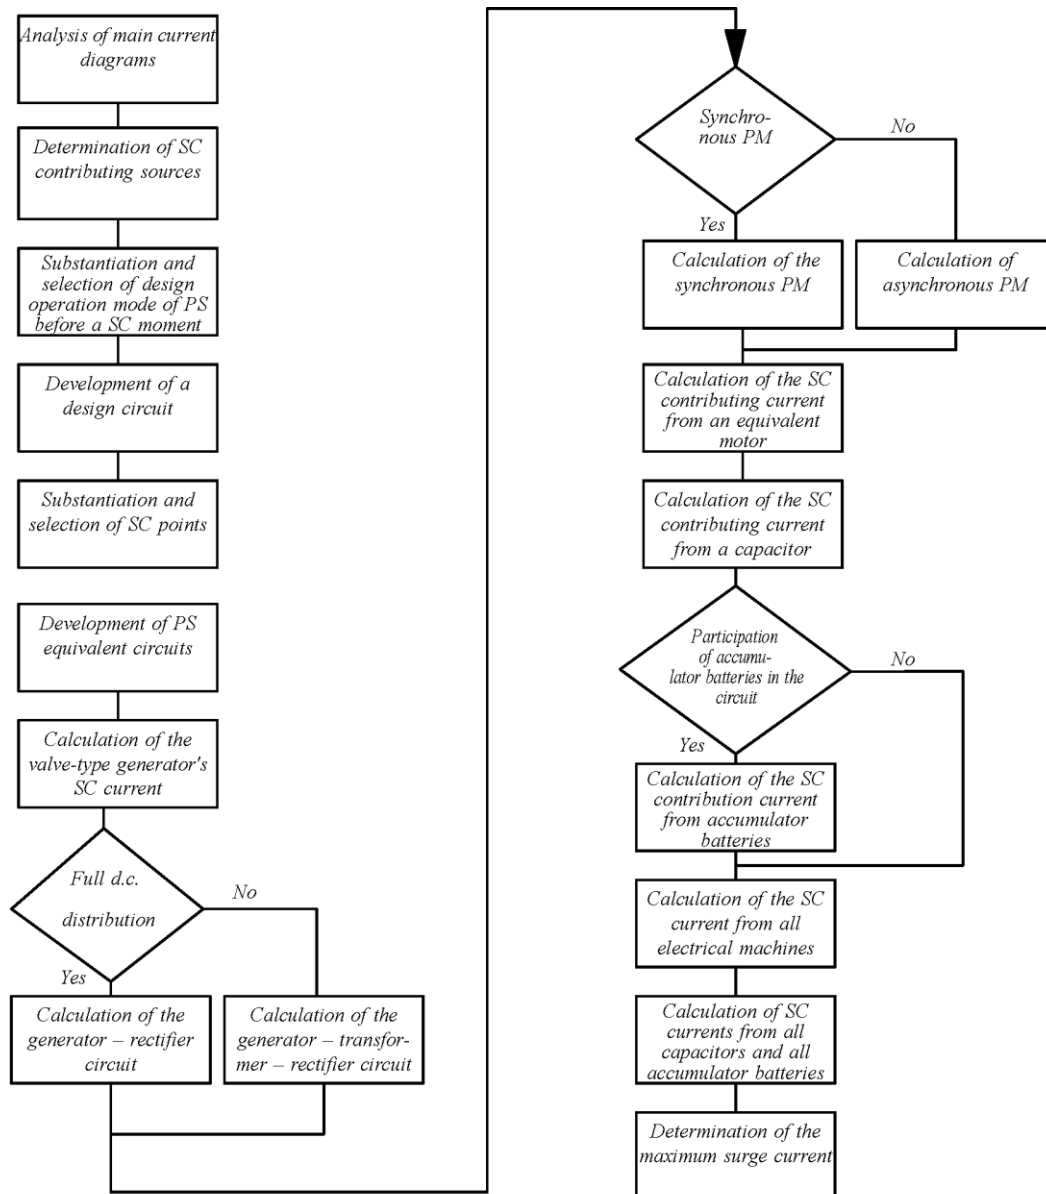 Analysis of main current
diagrams
Determination of SC
contributing sources
Substantiation and
selection of design
operation mode of PS
before a SC moment
Development of a
design circuit
Substantiation and
selection of SC points
Development of PS
equivalent circuits
Calculation of the
valve-type generator's
SC current
Full d.c.
distribution
No
Yes
Calculation of the
generator – rectifier
circuit
Calculation of the
generator – transfor-
mer – rectifier circuit
Synchro-
nous PM
No
Yes
Calculation of the
synchronous PM
Calculation of
asynchronous PM
Calculation of the SC
contributing current
from an equivalent
motor
Calculation of the SC
contributing current
from a capacitor
Participation
of accumu-
lator batteries in the
circuit
No
Yes
Calculation of the SC
contribution current
from accumulator
batteries
Calculation of the SC
current from all
electrical machines
Calculation of SC
currents from all
capacitors and all
accumulator batteries
Determination of the
maximum surge current